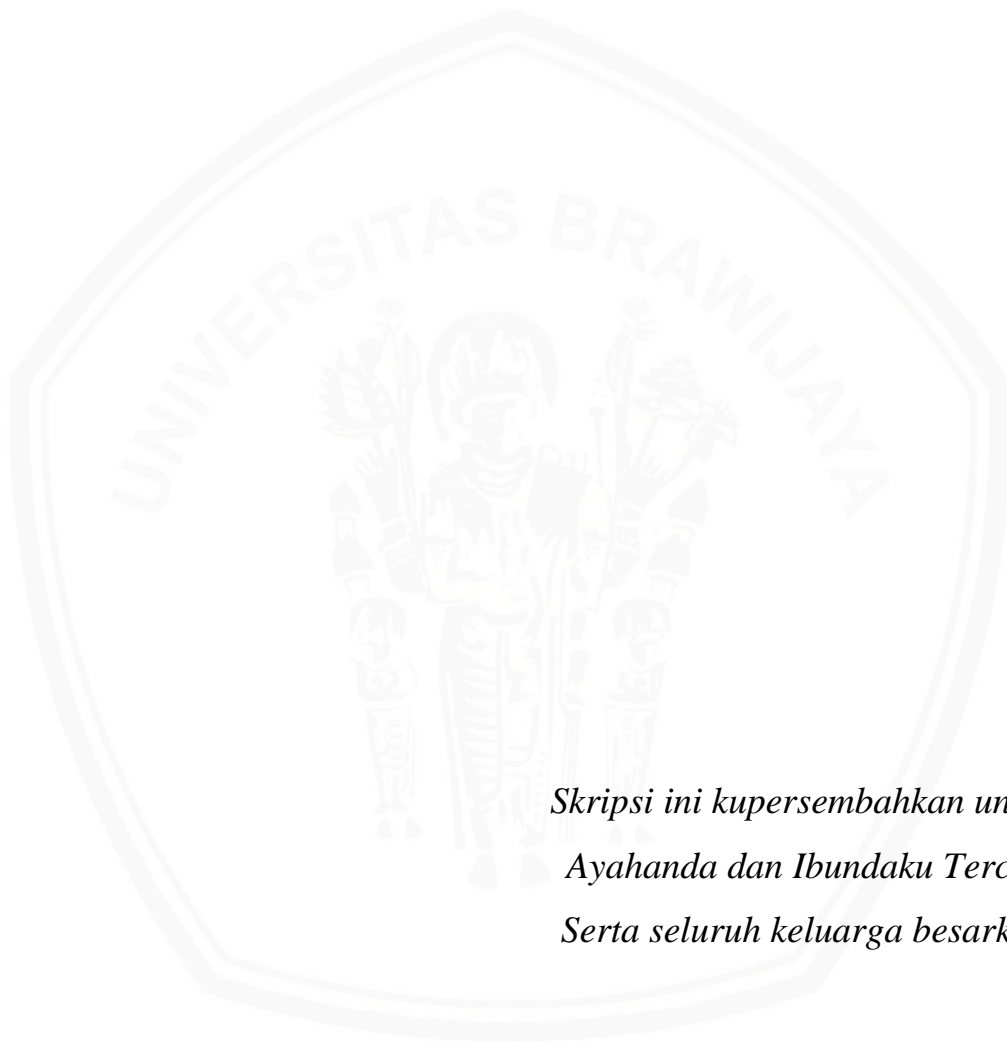 UNIVERSITAS BRAWIJAYA
Skripsi ini kupersembahkan
Ayahanda dan Ibundaku
Serta seluruh keluarga